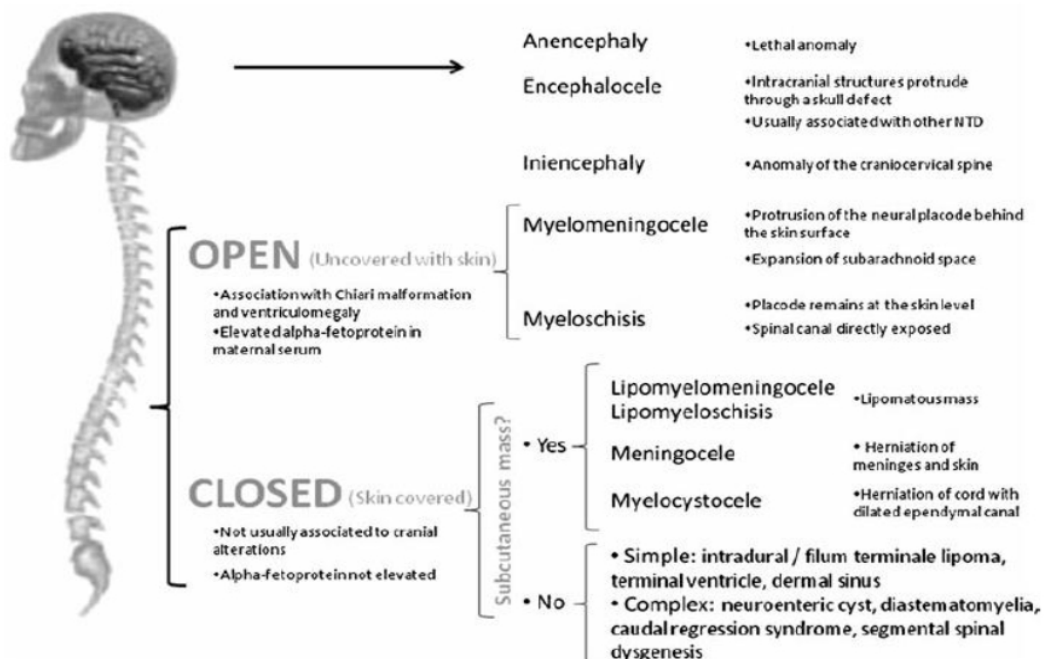 Anencephaly
•Lethal anomaly
Encephalocele
•Intracranial structures protrude
through a skull defect
•Usually associated with other NTD
Iniencephaly
•Anomaly of the craniocervical spine
OPEN (Uncovered with skin)
•Association with Chiari malformation
and ventriculomegaly
•Elevated alpha-fetoprotein in
maternal serum
Myelomeningocele
•Protrusion of the neural placode behind
the skin surface
•Expansion of subarachnoid space
Myeloschisis
•Placode remains at the skin level
•Spinal canal directly exposed
CLOSED (Skin covered)
•Not usually associated to cranial
alterations
•Alpha-fetoprotein not elevated
Subcutaneous mass?
• Yes
Lipomyelomeningocele
Lipomyeloschisis
•Lipomatous mass
Meningocele
• Herniation of
meninges and skin
Myelocystocele
•Herniation of cord with
dilated ependymal canal
• No
• Simple: intradural / filum terminale lipoma,
terminal ventricle, dermal sinus
• Complex: neuroenteric cyst, diastematomyelia,
caudal regression syndrome, segmental spinal
dysgenesis